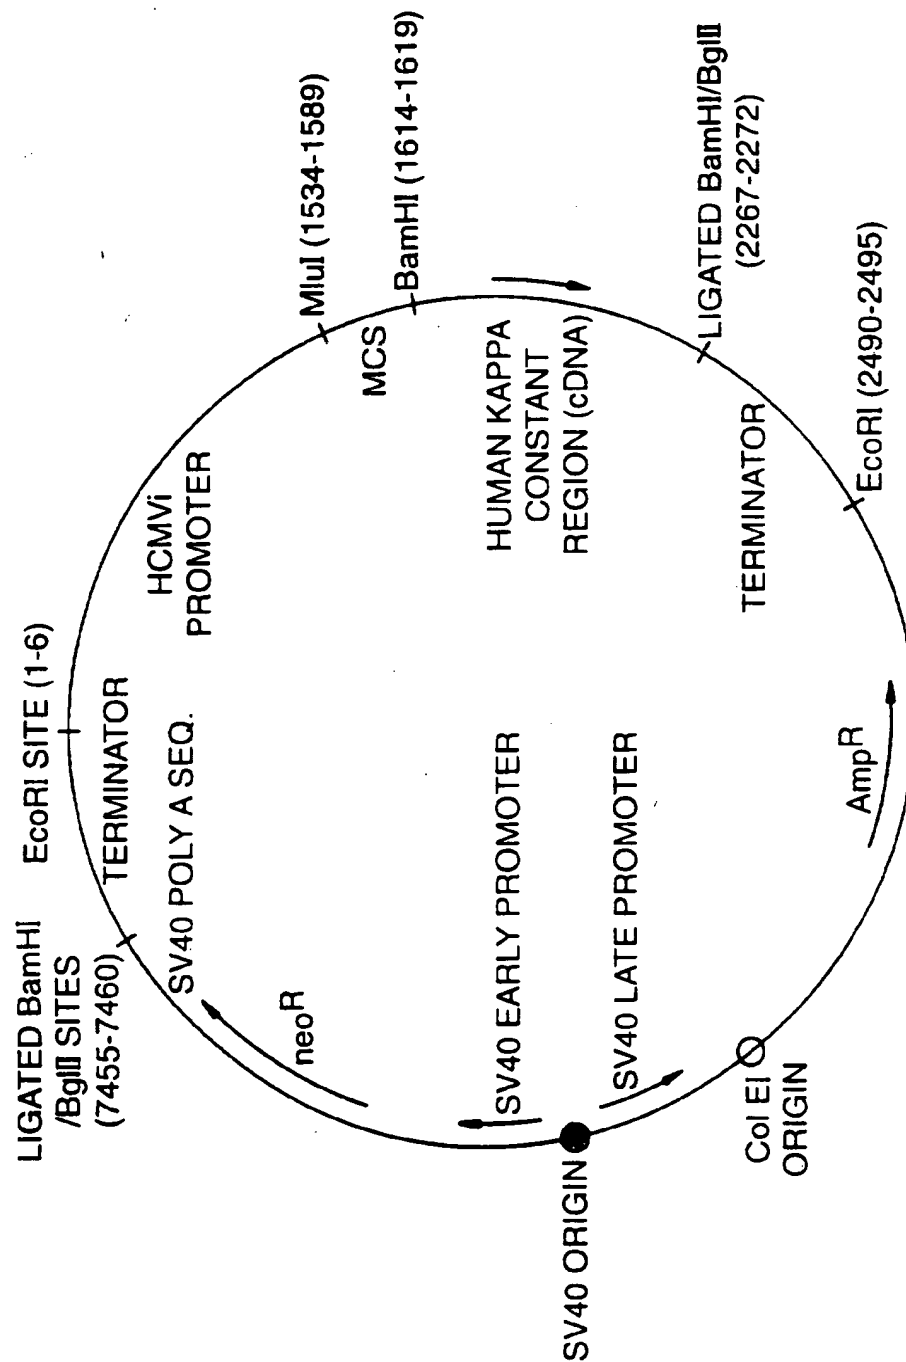 EcoRI SITE (1-6)
LIGATED BamHI
/BglII SITES
(7455-7460)
TERMINATOR
SV40 POLY A SEQ.
neoR
HCMVi
PROMOTER
MluI (1534-1589)
MCS
BamHI (1614-1619)
HUMAN KAPPA
CONSTANT
REGION (cDNA)
LIGATED BamHI/BglII
(2267-2272)
TERMINATOR
EcoRI (2490-2495)
SV40 EARLY PROMOTER
SV40 LATE PROMOTER
SV40 ORIGIN
Col EI
ORIGIN
AmpR